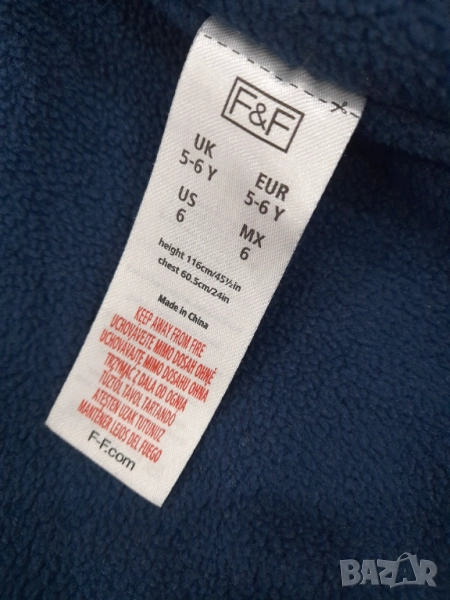 F&F
UK
5-6 Y
EUR
5-6 Y
US
6
MX
6
height 116cm/45½in
chest 60.5cm/24in
Made in China
KEEP AWAY FROM FIRE
UCHOVÁVEJTE MIMO DOSAH OHNĚ
UCHOVÁVAJTE MIMO DOSAHU OHŇA
TRZYMAĆ Z DALA OD OGNIA
TŰZTŐL TÁVOL TARTANDÓ
ATEŞTEN UZAK TUTUNUZ
MANTENER LEJOS DEL FUEGO
F-F.com
BAZAR